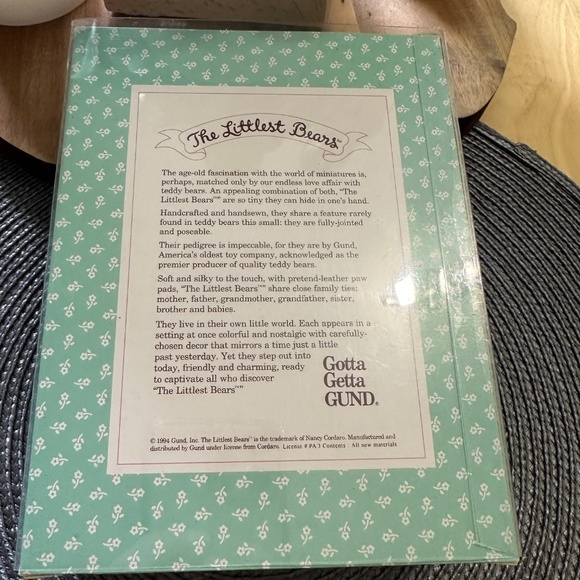 The Littlest Bears™
The age-old fascination with the world of miniatures is,
perhaps, matched only by our endless love affair with
teddy bears. An appealing combination of both, "The
Littlest Bears™" are so tiny they can hide in one's hand.
Handcrafted and handsewn, they share a feature rarely
found in teddy bears this small: they are fully-jointed
and poseable.
Their pedigree is impeccable, for they are by Gund,
America's oldest toy company, acknowledged as the
premier producer of quality teddy bears.
Soft and silky to the touch, with pretend-leather paw
pads, "The Littlest Bears™" share close family ties:
mother, father, grandmother, grandfather, sister,
brother and babies.
They live in their own little world. Each appears in a
setting at once colorful and nostalgic with carefully-
chosen decor that mirrors a time just a little
past yesterday. Yet they step out into
today, friendly and charming, ready
to captivate all who discover
"The Littlest Bears™"
Gotta
Getta
GUND®
© 1994 Gund, Inc. The Littlest Bears™ is the trademark of Nancy Cordaro. Manufactured and
distributed by Gund under license from Cordaro. License # PA 3 Contents : All new materials